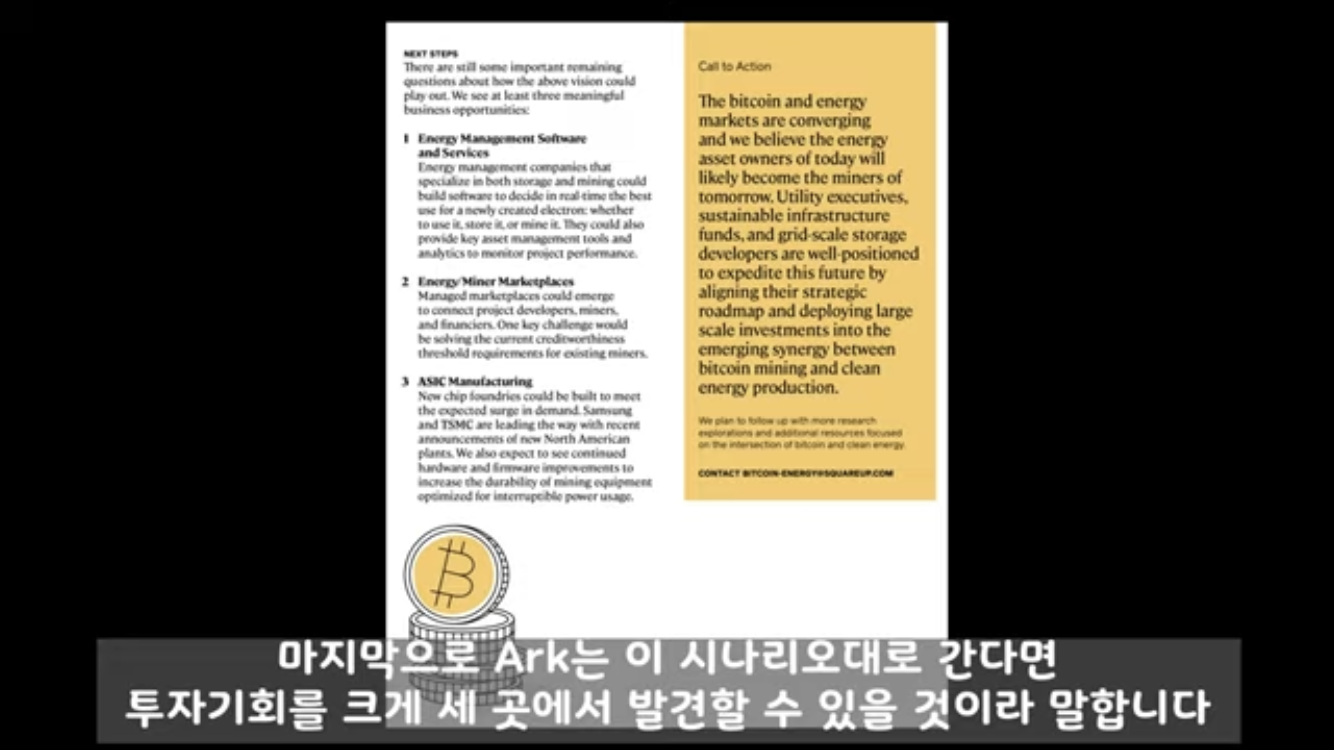 NEXT STEPS
There are still some important remaining
questions about how the above vision could
play out. We see at least three meaningful
business opportunities:
1 Energy Management Software
and Services
Energy management companies that
specialize in both storage and mining could
build software to decide in real-time the best
use for a newly created electron: whether
to use it, store it, or mine it. They could also
provide key asset management tools and
analytics to monitor project performance.
2 Energy/Miner Marketplaces
Managed marketplaces could emerge
to connect project developers, miners,
and financiers. One key challenge would
be solving the current creditworthiness
threshold requirements for existing miners.
3 ASIC Manufacturing
New chip foundries could be built to meet
the expected surge in demand. Samsung
and TSMC are leading the way with recent
announcements of new North American
plants. We also expect to see continued
hardware and firmware improvements to
increase the durability of mining equipment
optimized for interruptible power usage.
Call to Action
The bitcoin and energy
markets are converging
and we believe the energy
asset owners of today will
likely become the miners of
tomorrow. Utility executives,
sustainable infrastructure
funds, and grid-scale storage
developers are well-positioned
to expedite this future by
aligning their strategic
roadmap and deploying large
scale investments into the
emerging synergy between
bitcoin mining and clean
energy production.
We plan to follow up with more research
explorations and additional resources focused
on the intersection of bitcoin and clean energy.
CONTACT BITCOIN-ENERGY@SQUAREUP.COM
마지막으로 Ark는 이 시나리오대로 간다면
투자기회를 크게 세 곳에서 발견할 수 있을 것이라 말합니다